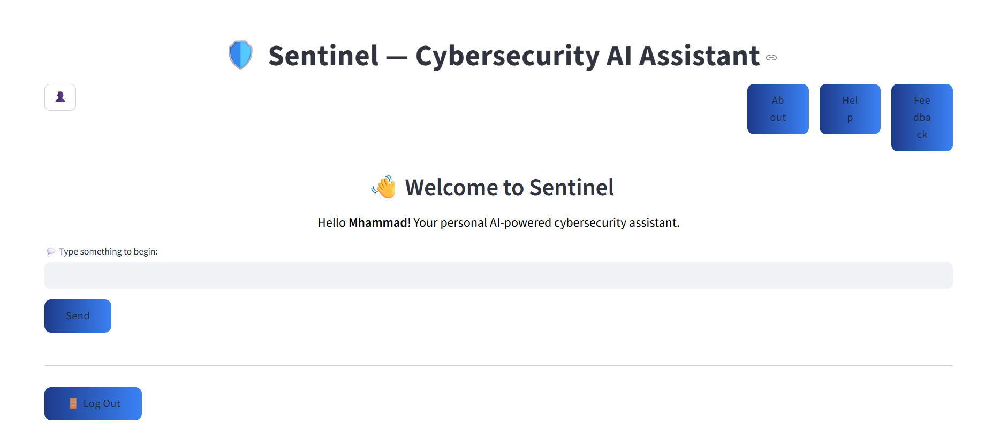 Sentinel — Cybersecurity AI Assistant
Ab
out
Hel
p
Fee
dba
ck
Welcome to Sentinel
Hello Mhammad! Your personal AI-powered cybersecurity assistant.
Type something to begin:
Send
Log Out